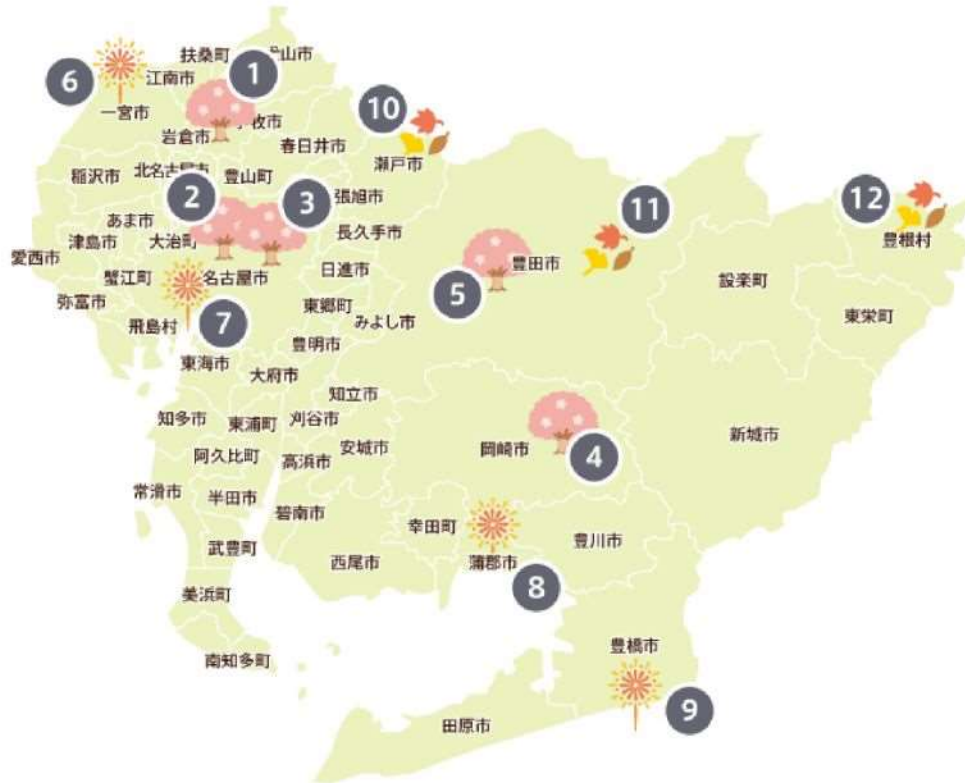 扶桑町
山市
1
6
江南市
一宮市
10
牧市
岩倉市
春日井市
瀬戸市
稲沢市
北名古屋市
豊山町
12
2
3
張旭市
11
あま市
豊根村
津島市
大治町
長久手市
愛西市
豊田市
蟹江町
名古屋市
日進市
設楽町
5
弥富市
東郷町
東栄町
飛島村
7
みよし市
豊明市
東海市
大府市
知立市
知多市
東浦町
刈谷市
岡崎市
新城市
安城市
4
阿久比町
高浜市
常滑市
半田市
碧南市
幸田町
豊川市
武豊町
西尾市
蒲郡市
8
美浜町
豊橋市
南知多町
9
田原市